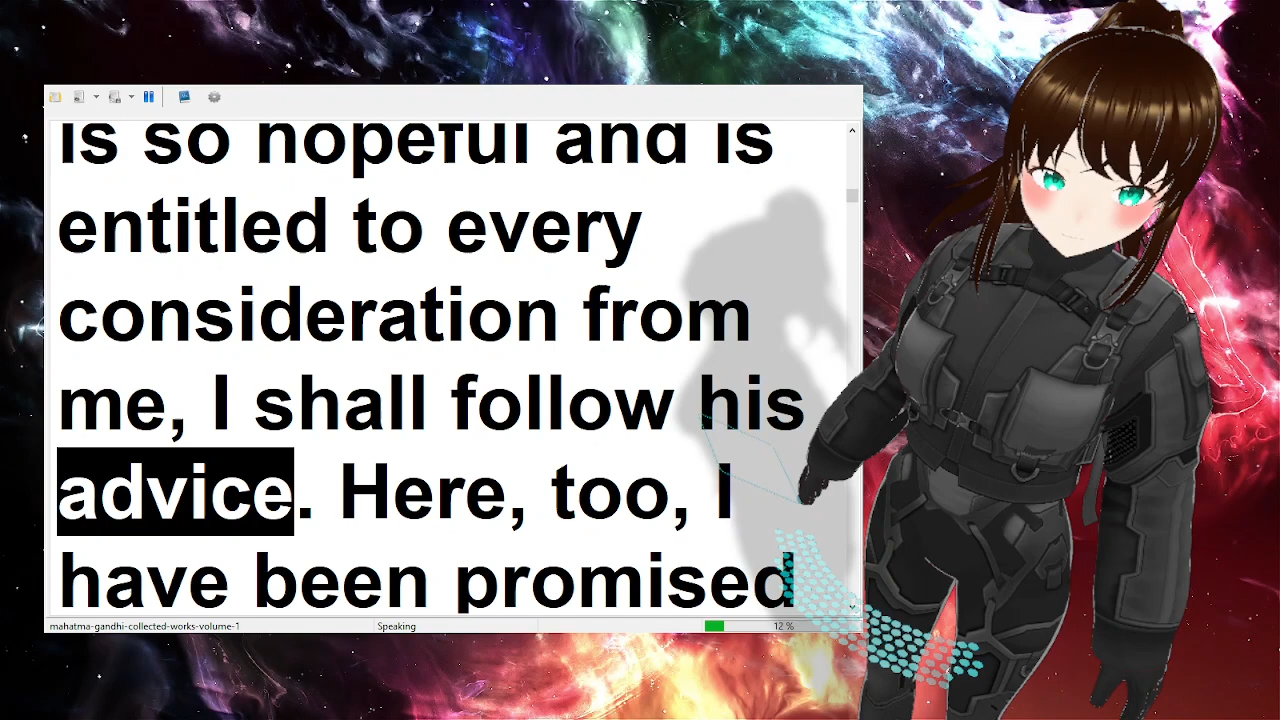 is so hopeful and is
entitled to every
consideration from
me, I shall follow his
advice. Here, too, I
have been promised
mahatma-gandhi-collected-works-volume-1
Speaking
12 %